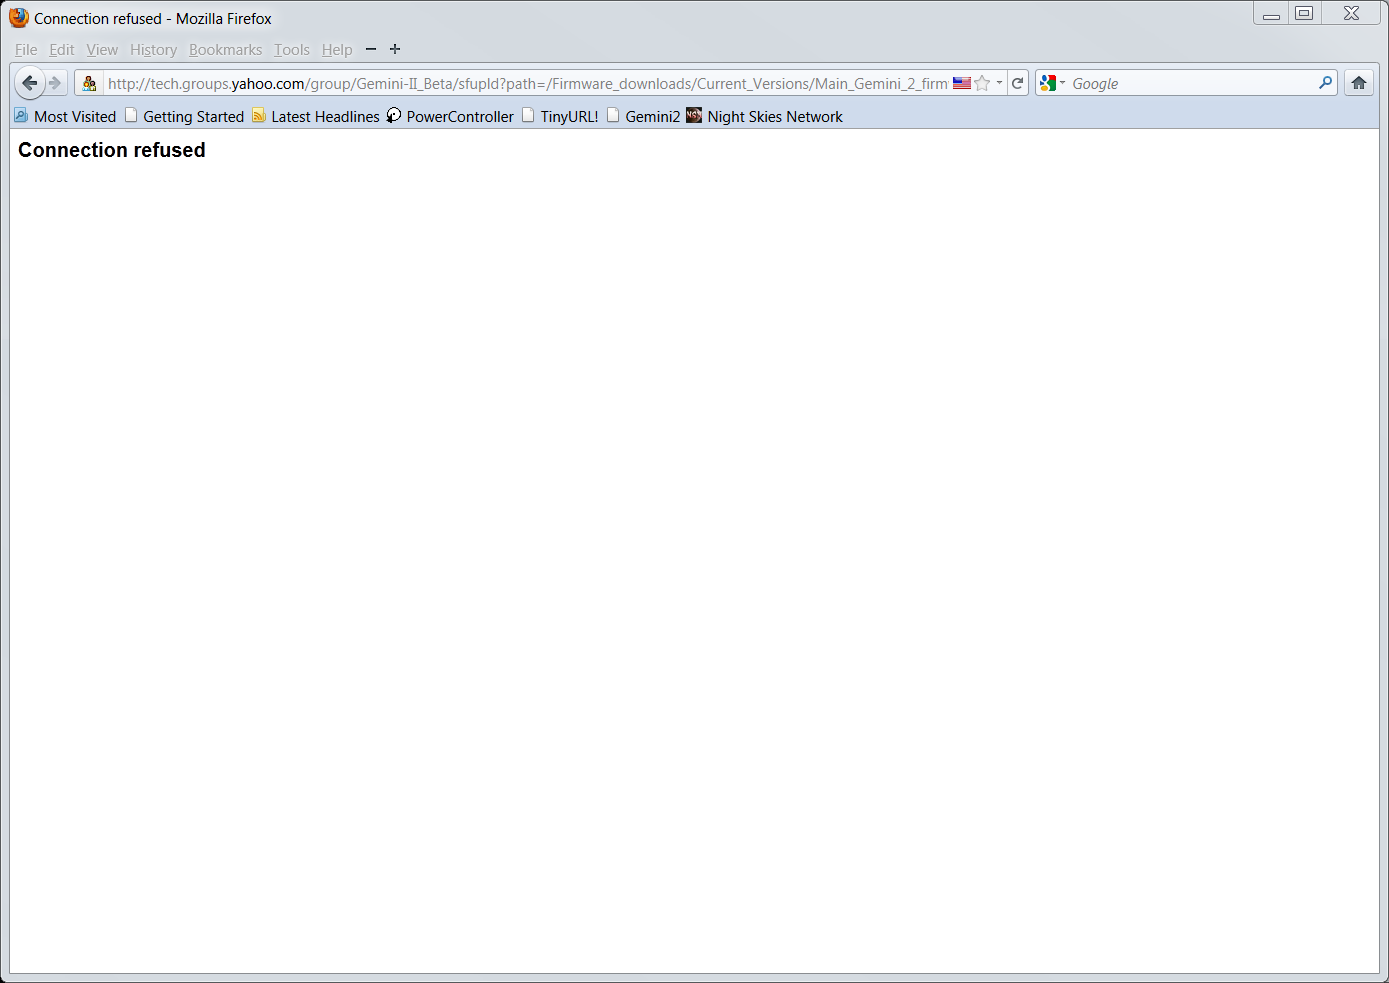 Connection refused - Mozilla Firefox
File Edit View History Bookmarks Tools Help − +
http://tech.groups.yahoo.com/group/Gemini-II_Beta/sfupld?path=/Firmware_downloads/Current_Versions/Main_Gemini_2_firm Google
Most Visited Getting Started Latest Headlines PowerController TinyURL! Gemini2 Night Skies Network
Connection refused